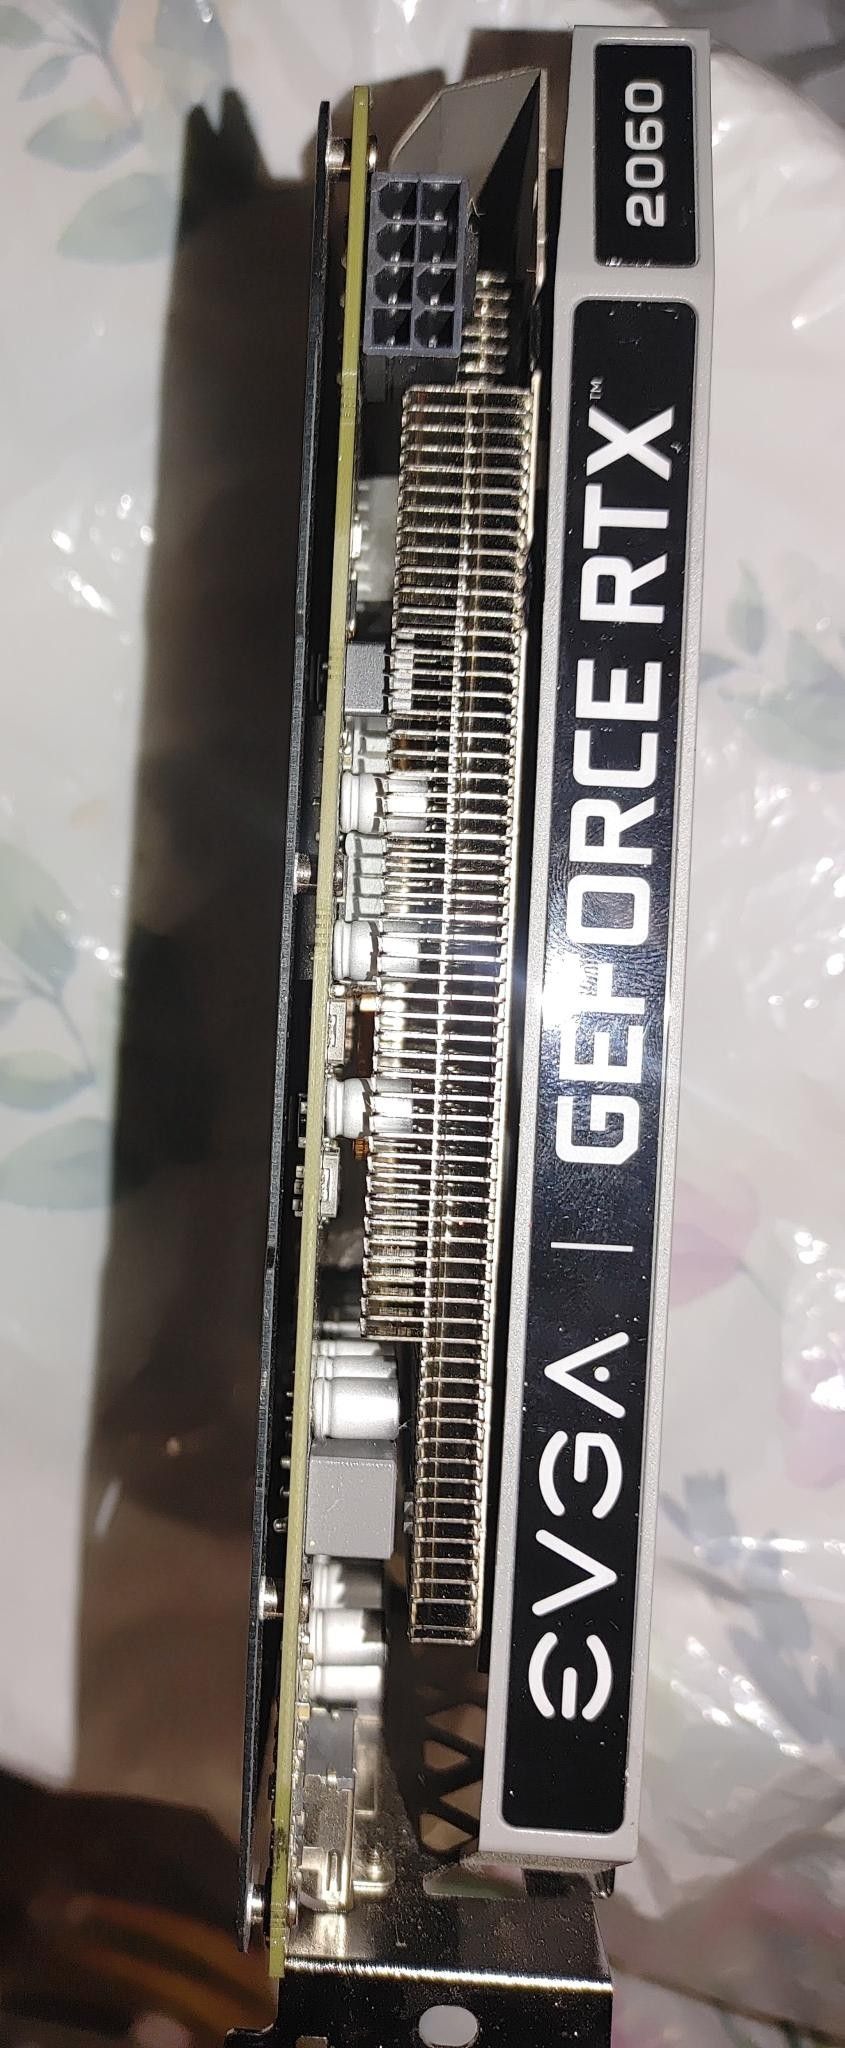 EVGA | GEFORCE RTX™
2060